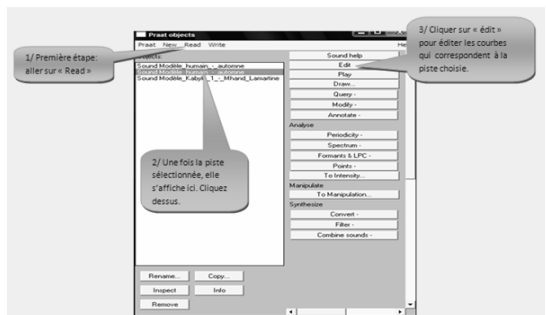 Praat objects
Praat New Read Write He
Objects:
Sound Modèle_humain_-_automne
Sound Modèle_humain_-_automne
Sound Modèle_Kabyle_1_-_Mhand_Lamartine
1/ Première étape:
aller sur « Read »
2/ Une fois la piste
sélectionnée, elle
s'affiche ici. Cliquez
dessus.
3/ Cliquer sur « édit »
pour éditer les courbes
qui correspondent à la
piste choisie.
Sound help
Edit
Play
Draw...
Query -
Modify -
Annotate -
Analyse
Periodicity -
Spectrum -
Formants & LPC -
Points -
To Intensity...
Manipulate
To Manipulation...
Synthesize
Convert -
Filter -
Combine sounds -
Rename... Copy...
Inspect Info
Remove